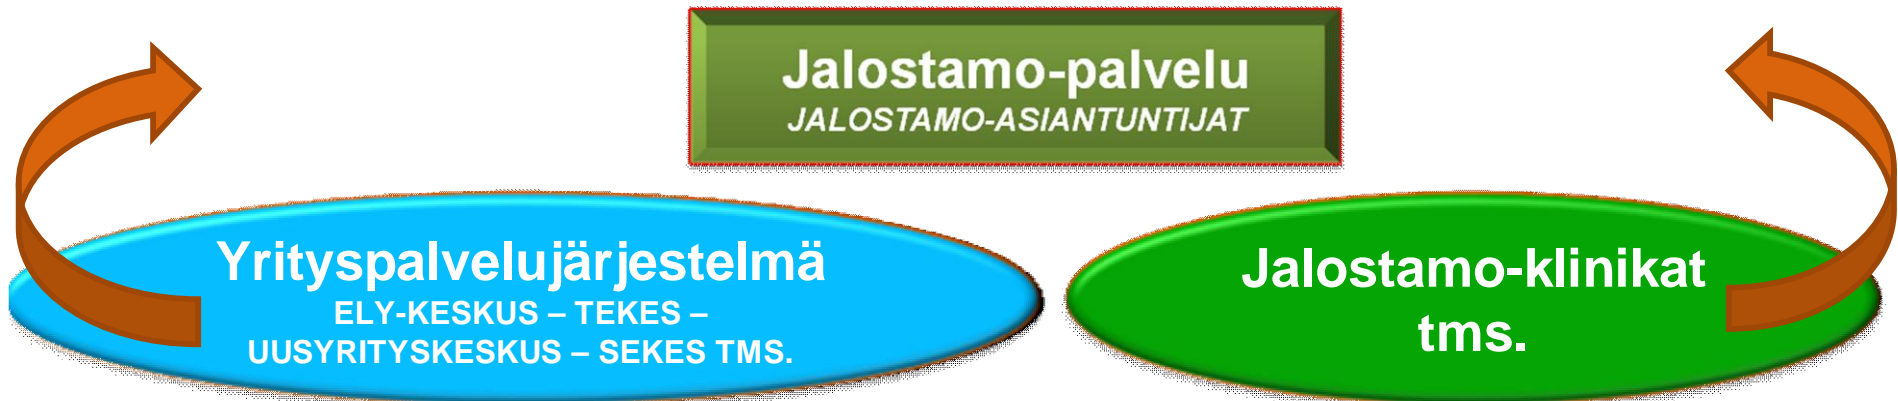 Jalostamo-palvelu
JALOSTAMO-ASIANTUNTIJAT
Yrityspalvelujärjestelmä
ELY-KESKUS – TEKES –
UUSYRITYSKESKUS – SEKES TMS.
Jalostamo-klinikat
tms.